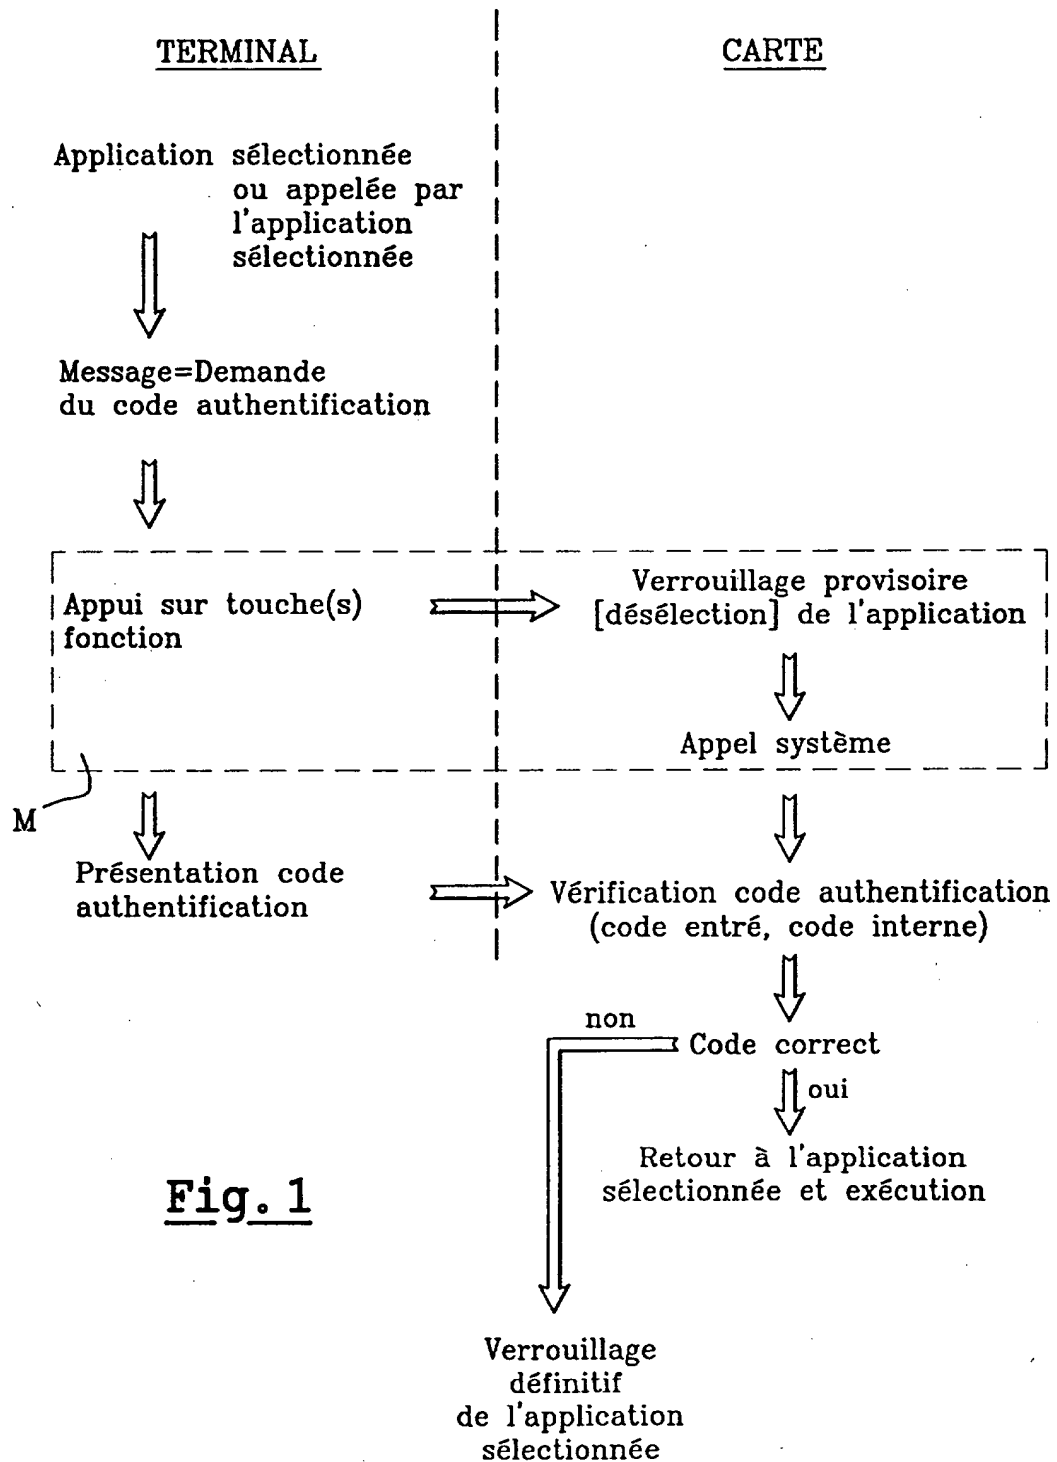 TERMINAL
CARTE
Application sélectionnée
ou appelée par
l'application
sélectionnée
Message=Demande
du code authentification
Appui sur touche(s)
fonction
Verrouillage provisoire
[désélection] de l'application
Appel système
M
Présentation code
authentification
Vérification code authentification
(code entré, code interne)
non
Code correct
oui
Retour à l'application
sélectionnée et exécution
Fig. 1
Verrouillage
définitif
de l'application
sélectionnée